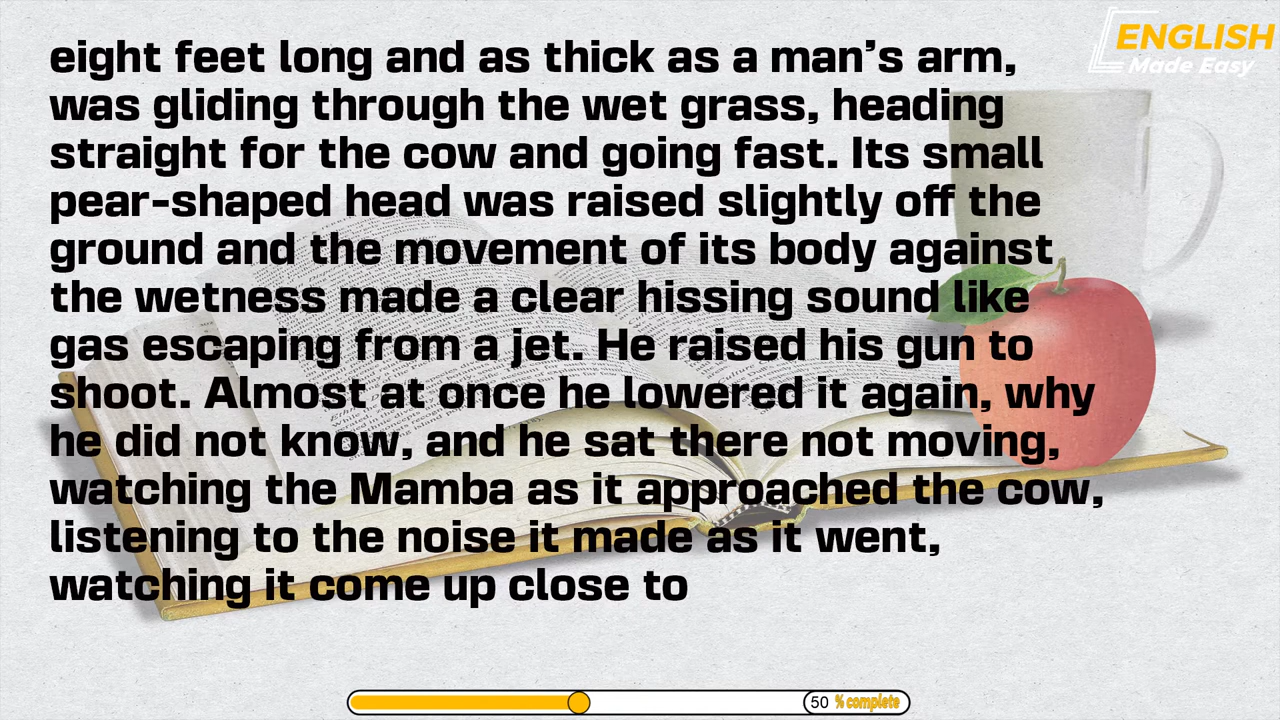 ENGLISH
Made Easy
eight feet long and as thick as a man’s arm,
was gliding through the wet grass, heading
straight for the cow and going fast. Its small
pear-shaped head was raised slightly off the
ground and the movement of its body against
the wetness made a clear hissing sound like
gas escaping from a jet. He raised his gun to
shoot. Almost at once he lowered it again, why
he did not know, and he sat there not moving,
watching the Mamba as it approached the cow,
listening to the noise it made as it went,
watching it come up close to
50 % complete